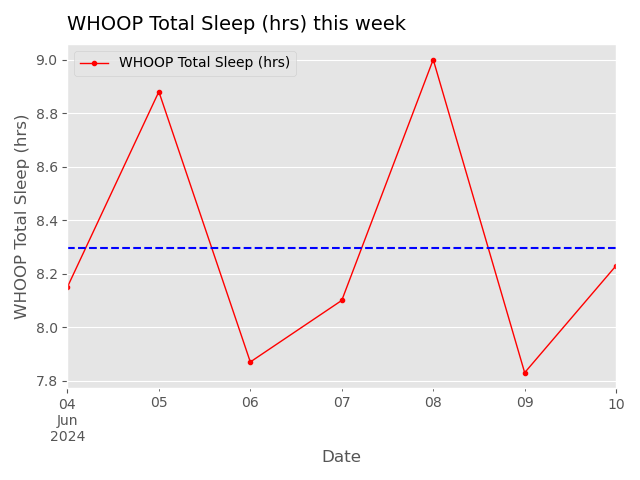 WHOOP Total Sleep (hrs) this week
WHOOP Total Sleep (hrs)
WHOOP Total Sleep (hrs)
9.0
8.8
8.6
8.4
8.2
8.0
7.8
04 05 06 07 08 09 10
Jun
2024
Date